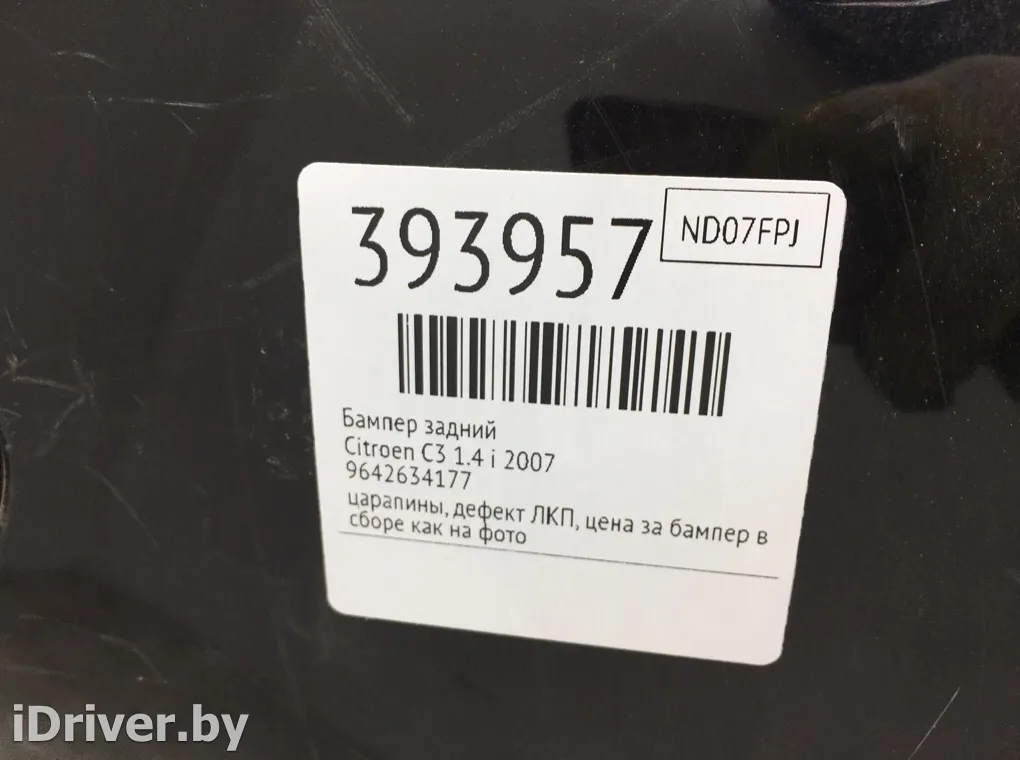 393957
ND07FPJ
Бампер задний
Citroen C3 1.4 i 2007
9642634177
царапины, дефект ЛКП, цена за бампер в
сборе как на фото
iDriver.by